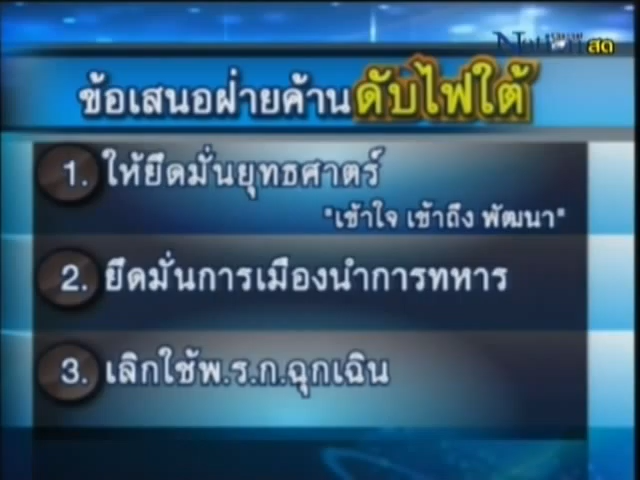 Nation สด
ข้อเสนอฝ่ายค้าน ดับไฟใต้
1. ให้ยึดมั่นยุทธศาตร์
"เข้าใจ เข้าถึง พัฒนา"
2. ยึดมั่นการเมืองนำการทหาร
3. เลิกใช้พ.ร.ก.ฉุกเฉิน